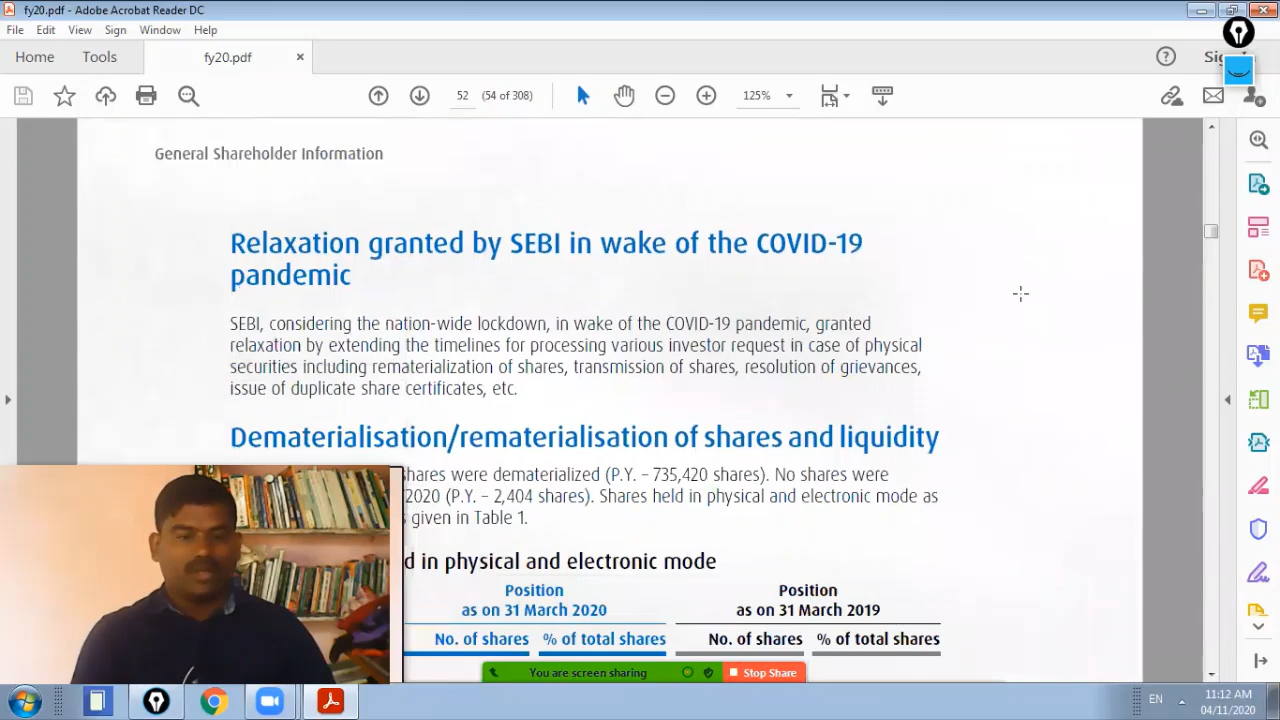 fy20.pdf - Adobe Acrobat Reader DC
File Edit View Sign Window Help
Home Tools fy20.pdf ×
52 (54 of 308) 125%
General Shareholder Information
Relaxation granted by SEBI in wake of the COVID-19
pandemic
SEBI, considering the nation-wide lockdown, in wake of the COVID-19 pandemic, granted
relaxation by extending the timelines for processing various investor request in case of physical
securities including rematerialization of shares, transmission of shares, resolution of grievances,
issue of duplicate share certificates, etc.
Dematerialisation/rematerialisation of shares and liquidity
shares were dematerialized (P.Y. – 735,420 shares). No shares were
2020 (P.Y. – 2,404 shares). Shares held in physical and electronic mode as
given in Table 1.
in physical and electronic mode
Position Position
as on 31 March 2020 as on 31 March 2019
No. of shares % of total shares No. of shares % of total shares
You are screen sharing Stop Share
EN 11:12 AM
04/11/2020